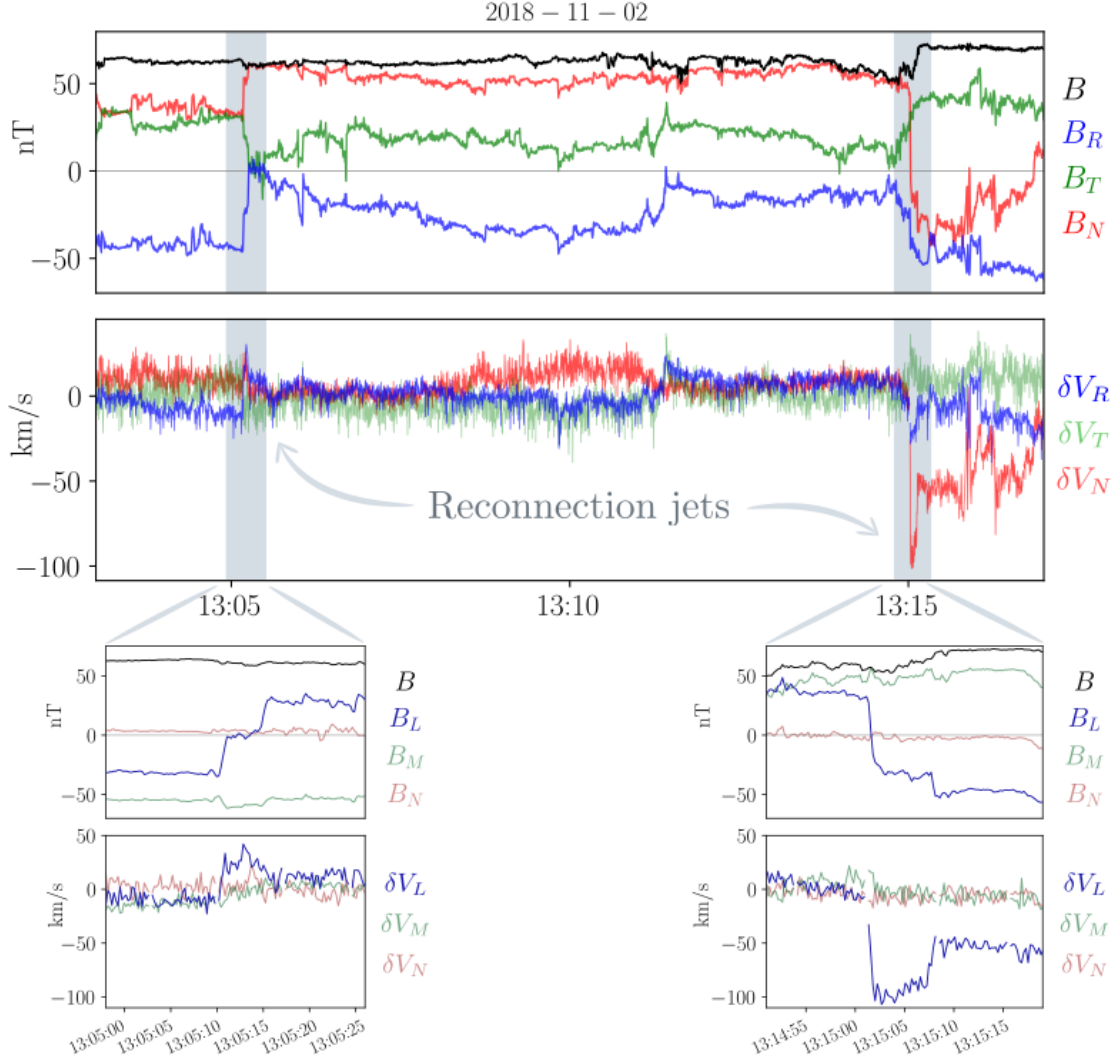 2018 − 11 − 02
50
0
−50
nT
B
B_R
B_T
B_N
0
−50
−100
km/s
δV_R
δV_T
δV_N
Reconnection jets
13:05
13:10
13:15
50
0
−50
nT
B
B_L
B_M
B_N
50
0
−50
nT
B
B_L
B_M
B_N
50
0
−50
−100
km/s
δV_L
δV_M
δV_N
13:05:00
13:05:05
13:05:10
13:05:15
13:05:20
13:05:25
50
0
−50
−100
km/s
δV_L
δV_M
δV_N
13:14:55
13:15:00
13:15:05
13:15:10
13:15:15